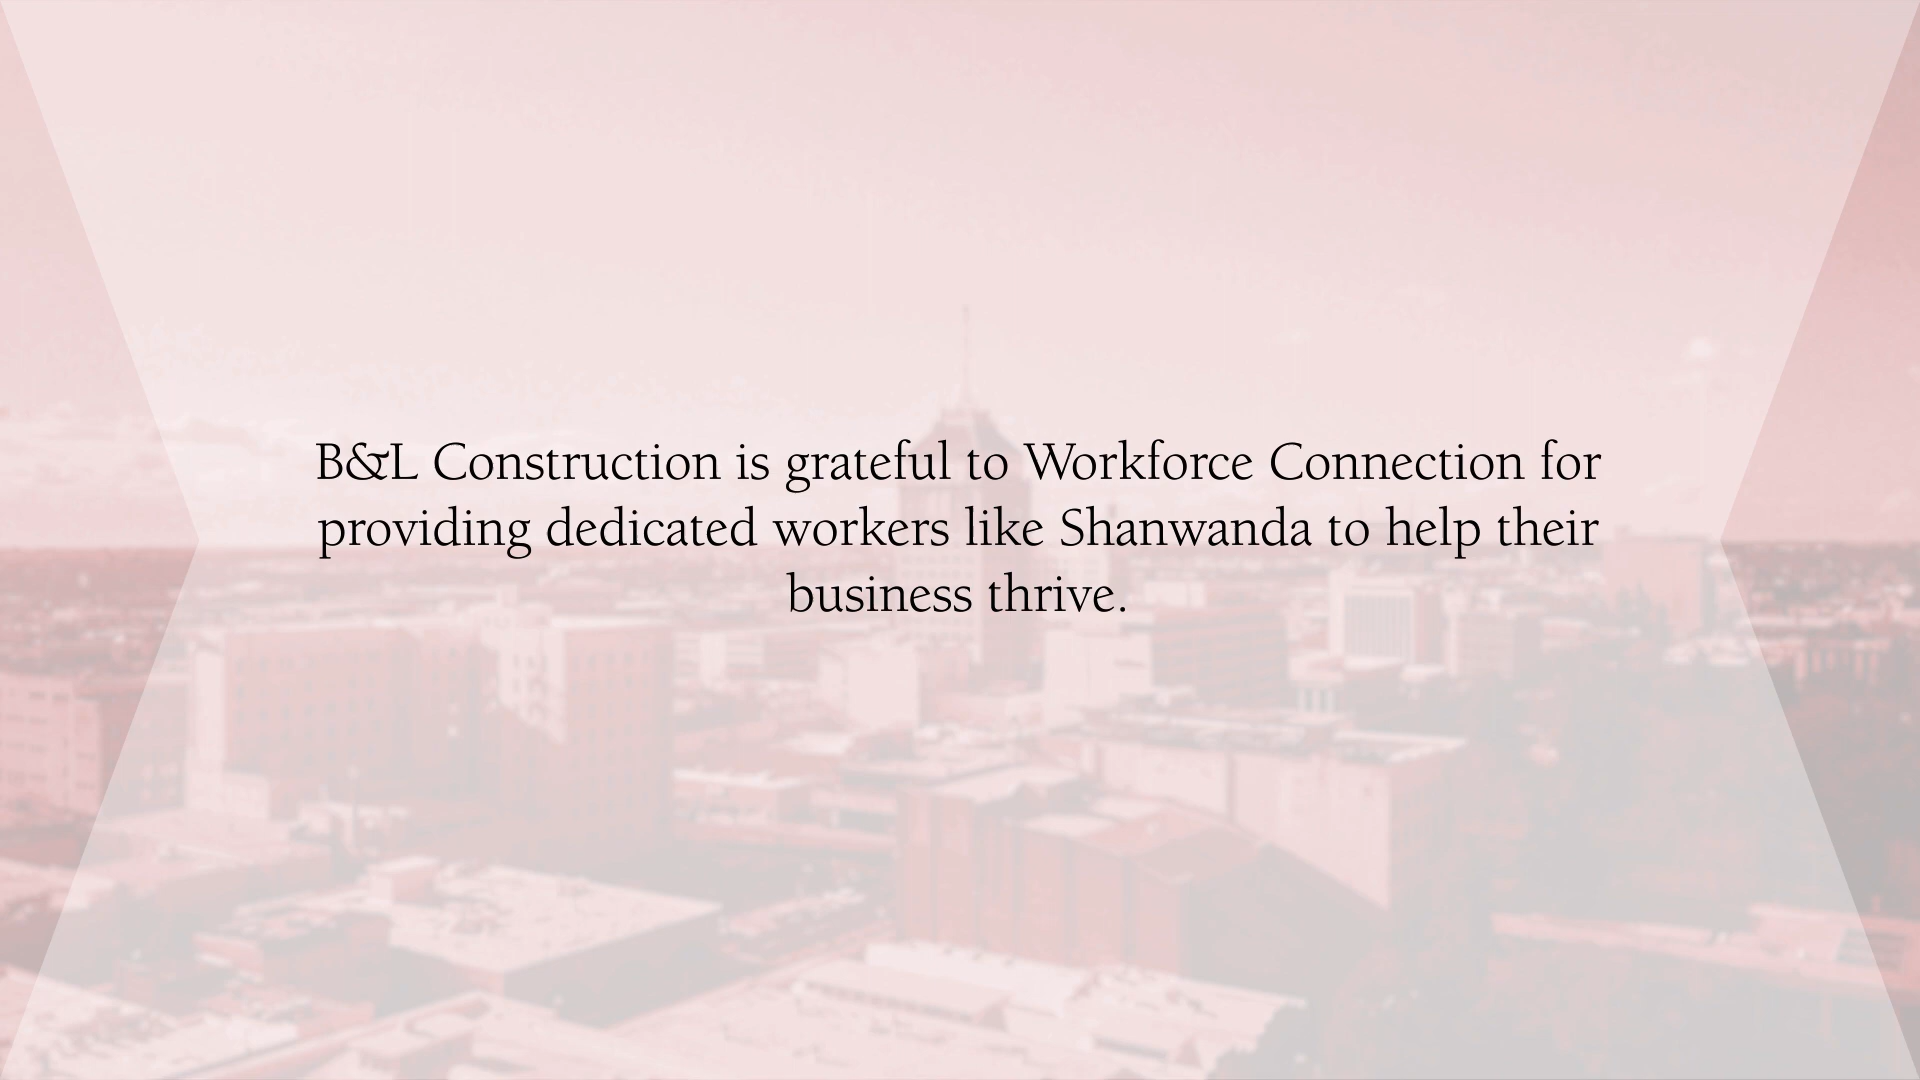 B&L Construction is grateful to Workforce Connection for
providing dedicated workers like Shanwanda to help their
business thrive.